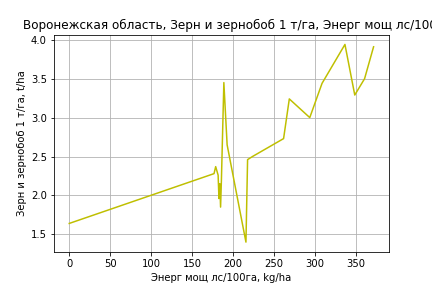 Воронежская область, Зерн и зернобоб 1 т/га, Энерг мощ лс/100
4.0
3.5
3.0
2.5
2.0
1.5
Зерн и зернобоб 1 т/га, t/ha
0 50 100 150 200 250 300 350
Энерг мощ лс/100га, kg/ha